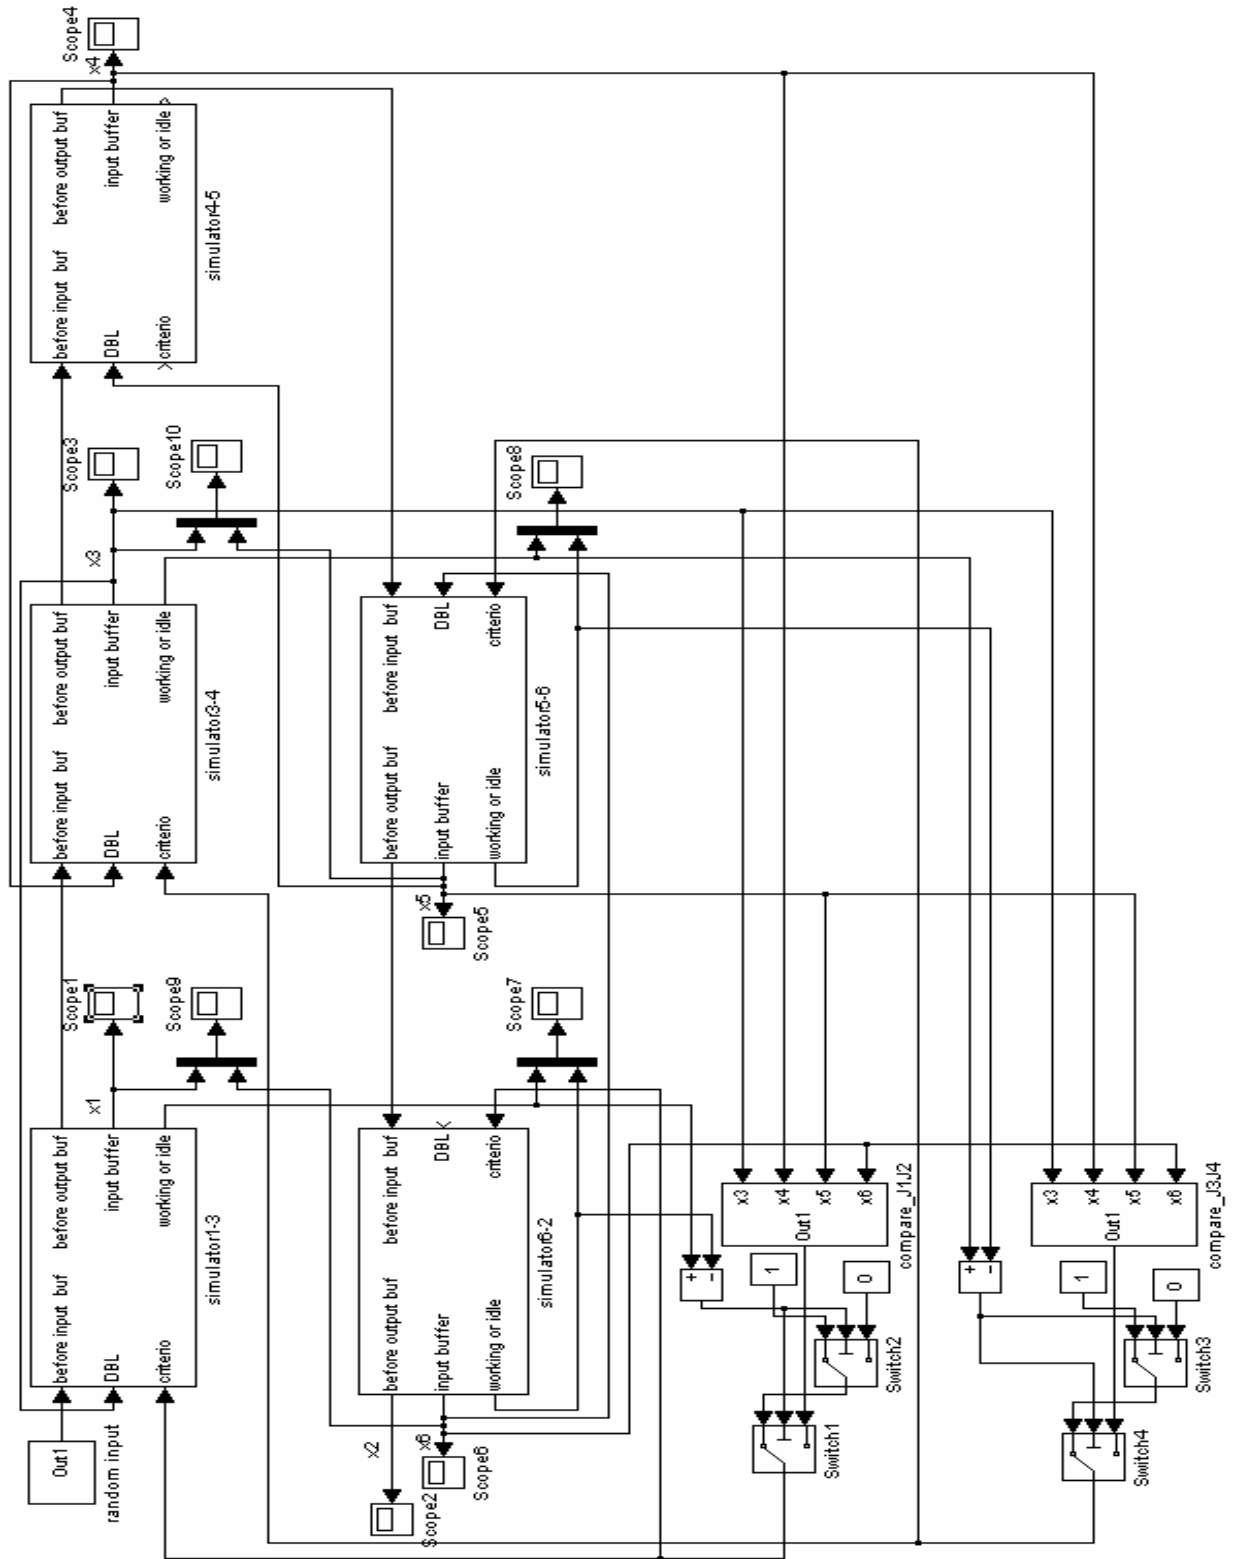 Out1
random input
before input buf
DBL
criterio
before output buf
input buffer
working or idle
simulator1-3
x1
Scope1
Scope9
before input buf
DBL
criterio
before output buf
input buffer
working or idle
simulator3-4
x3
Scope3
Scope10
before input buf
DBL
criterio
before output buf
input buffer
working or idle
simulator4-5
x4
Scope4
x2
Scope2
x6
Scope6
before output buf
input buffer
working or idle
before input buf
DBL
criterio
simulator6-2
Scope7
x5
Scope5
before output buf
input buffer
working or idle
before input buf
DBL
criterio
simulator5-6
Scope8
+
-
1
0
Switch1
Switch2
Out1
x3
x4
x5
x6
compare_J1J2
+
-
1
0
Switch4
Switch3
Out1
x3
x4
x5
x6
compare_J3J4